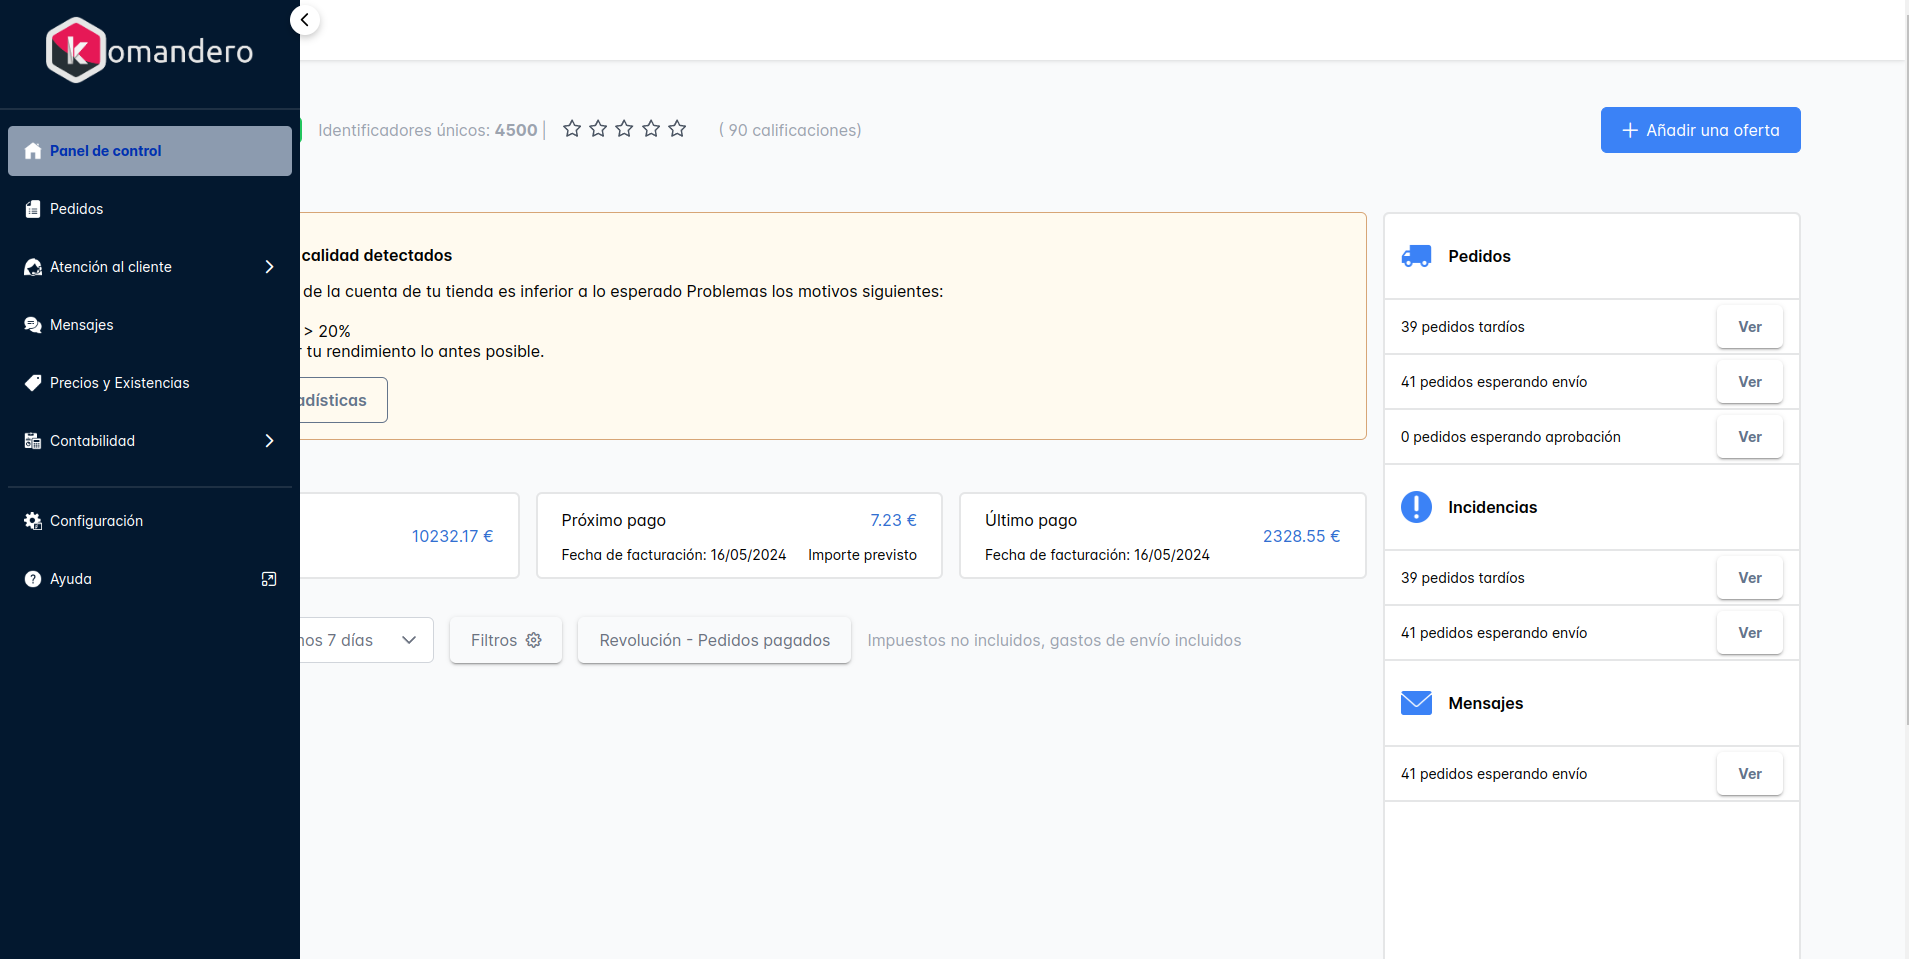 komandero
Panel de control
Pedidos
Atención al cliente
Mensajes
Precios y Existencias
Contabilidad
Configuración
Ayuda
Identificadores únicos: 4500 |
( 90 calificaciones)
+ Añadir una oferta
calidad detectados
de la cuenta de tu tienda es inferior a lo esperado Problemas los motivos siguientes:
> 20%
tu rendimiento lo antes posible.
adísticas
10232.17 €
Próximo pago
7.23 €
Fecha de facturación: 16/05/2024
Importe previsto
Último pago
Fecha de facturación: 16/05/2024
2328.55 €
nos 7 días
Filtros
Revolución - Pedidos pagados
Impuestos no incluidos, gastos de envío incluidos
Pedidos
39 pedidos tardíos
Ver
41 pedidos esperando envío
Ver
0 pedidos esperando aprobación
Ver
Incidencias
39 pedidos tardíos
Ver
41 pedidos esperando envío
Ver
Mensajes
41 pedidos esperando envío
Ver